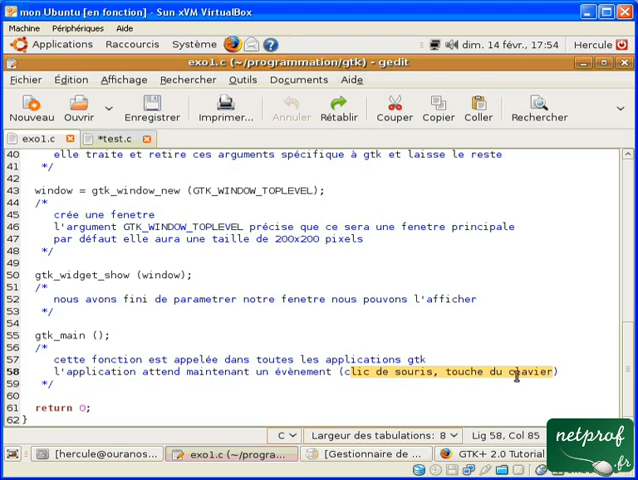 mon Ubuntu [en fonction] - Sun xVM VirtualBox
Machine Périphériques Aide
Applications Raccourcis Système dim. 14 févr., 17:54 Hercule
exo1.c (~/programmation/gtk) - gedit
Fichier Édition Affichage Rechercher Outils Documents Aide
Nouveau Ouvrir Enregistrer Imprimer... Annuler Rétablir Couper Copier Coller Rechercher
exo1.c *test.c
40 elle traite et retire ces arguments spécifique à gtk et laisse le reste
41 */
42
43 window = gtk_window_new (GTK_WINDOW_TOPLEVEL);
44 /*
45 crée une fenetre
46 l'argument GTK_WINDOW_TOPLEVEL précise que ce sera une fenetre principale
47 par défaut elle aura une taille de 200x200 pixels
48 */
49
50 gtk_widget_show (window);
51 /*
52 nous avons fini de parametrer notre fenetre nous pouvons l'afficher
53 */
54
55 gtk_main ();
56 /*
57 cette fonction est appelée dans toutes les applications gtk
58 l'application attend maintenant un évènement (clic de souris, touche du clavier)
59 */
60
61 return 0;
62 }
C Largeur des tabulations: 8 Lig 58, Col 85
[hercule@ouranos... exo1.c (~/progra... [Gestionnaire de ... GTK+ 2.0 Tutorial
netprof
.fr